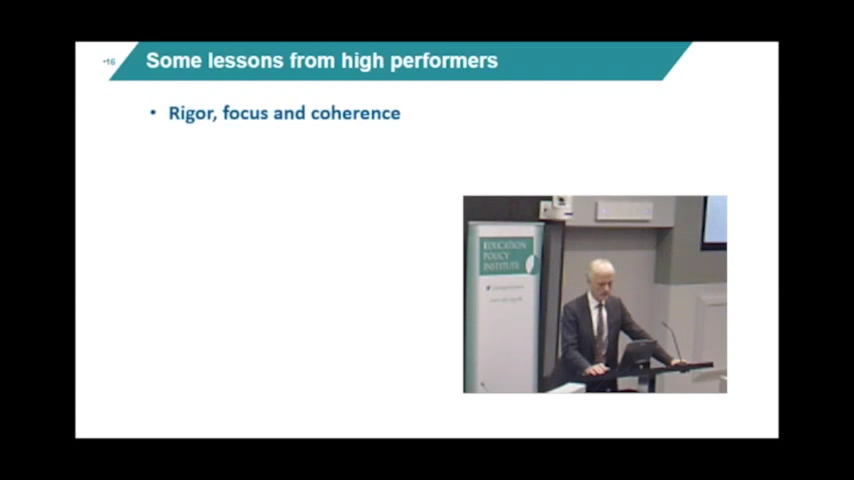 •16
Some lessons from high performers
• Rigor, focus and coherence
EDUCATION
POLICY
INSTITUTE